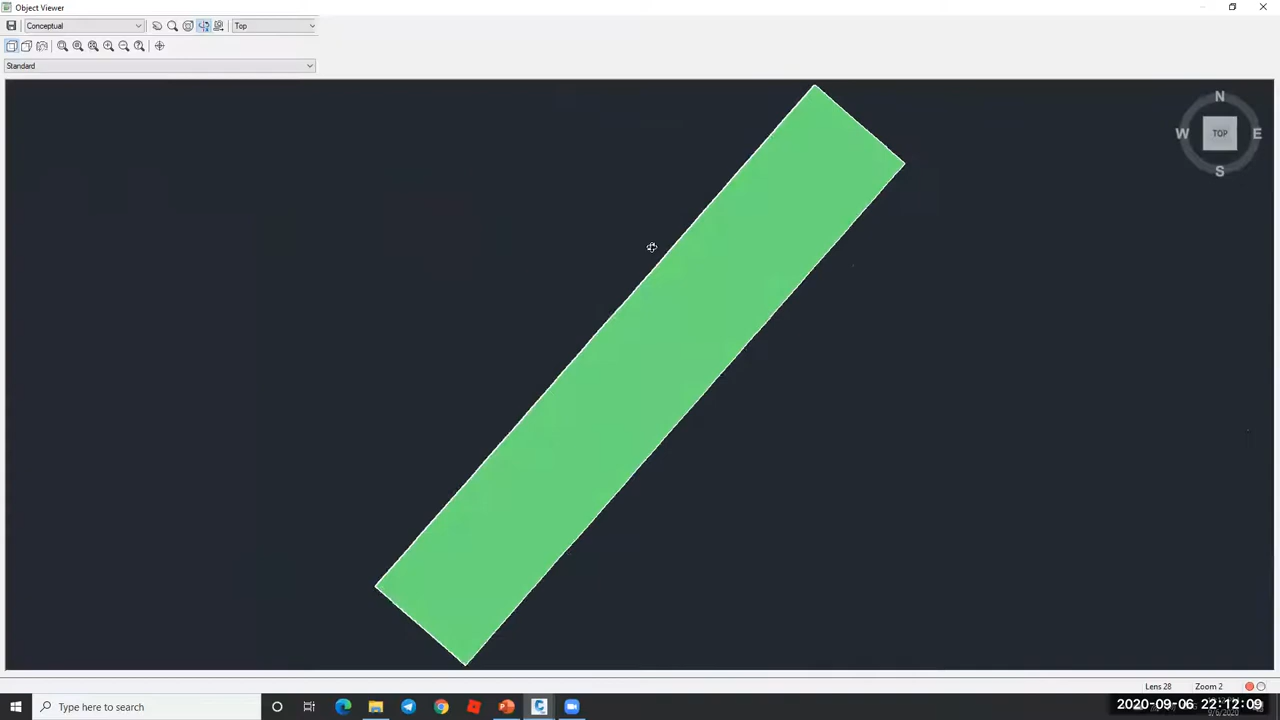 Object Viewer
Conceptual
Top
Standard
N
W
TOP
E
S
Lens 28
Zoom 2
Type here to search
2020-09-06 22:12:09